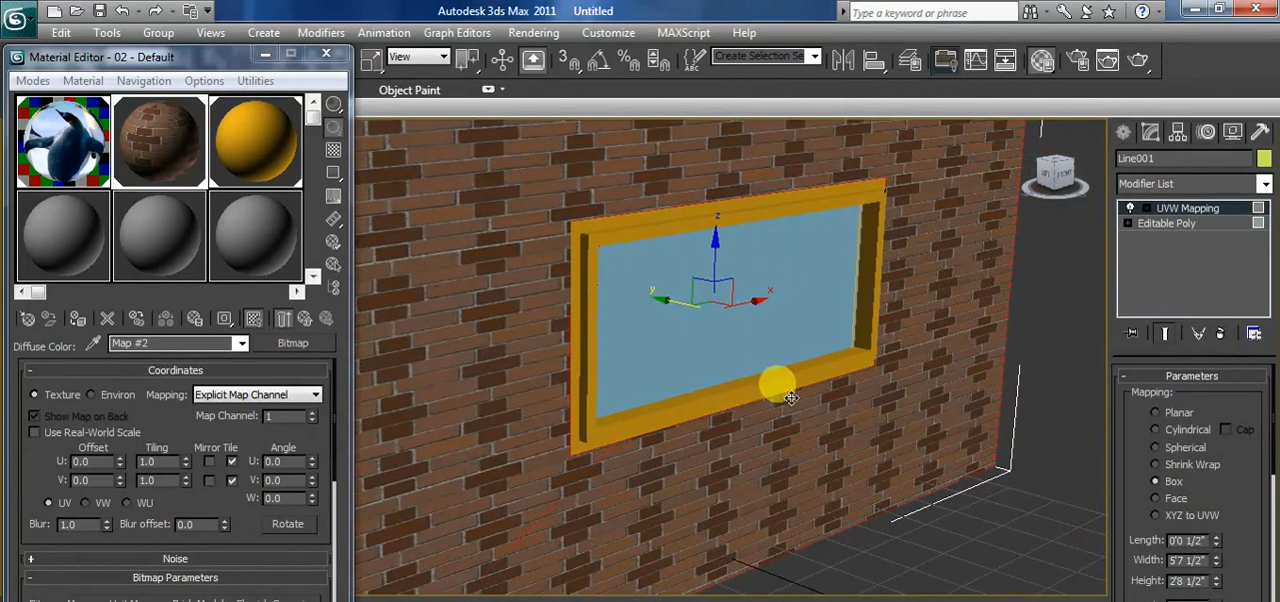 Autodesk 3ds Max 2011 Untitled
Type a keyword or phrase
Edit Tools Group Views Create Modifiers Animation Graph Editors Rendering Customize MAXScript Help
Material Editor - 02 - Default
View
3
Create Selection Se
Modes Material Navigation Options Utilities
Object Paint
Line001
Modifier List
UVW Mapping
Editable Poly
z
y
x
FRONT
Diffuse Color: Map #2 Bitmap
Coordinates
Texture Environ Mapping: Explicit Map Channel
Show Map on Back Map Channel: 1
Use Real-World Scale
Offset Tiling Mirror Tile Angle
U: 0.0 1.0 U: 0.0
V: 0.0 1.0 V: 0.0
W: 0.0
UV VW WU
Blur: 1.0 Blur offset: 0.0 Rotate
Noise
Bitmap Parameters
Parameters
Mapping:
Planar
Cylindrical Cap
Spherical
Shrink Wrap
Box
Face
XYZ to UVW
Length: 0'0 1/2"
Width: 5'7 1/2"
Height: 2'8 1/2"